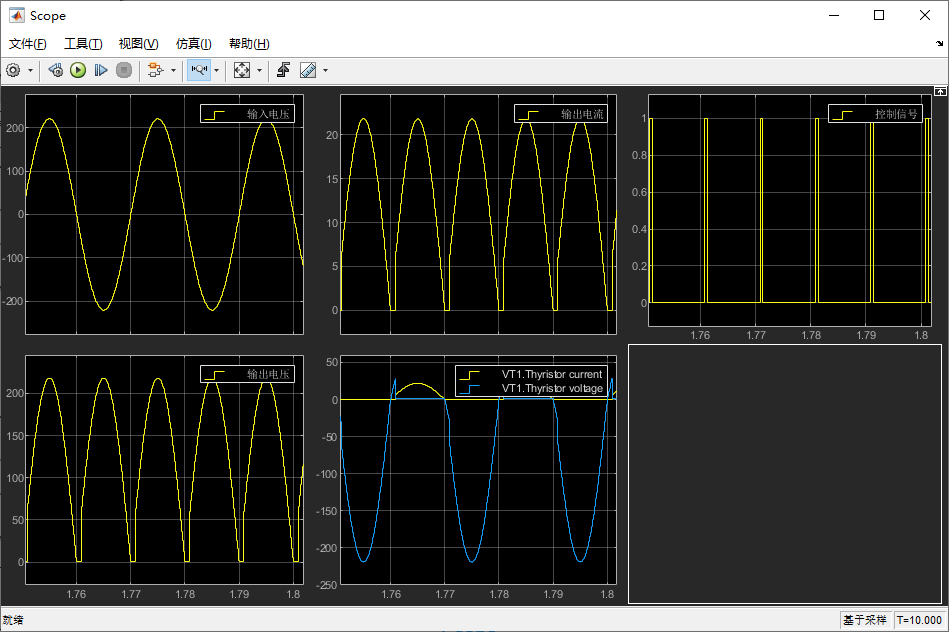 Scope
文件(F) 工具(T) 视图(V) 仿真(I) 帮助(H)
输入电压
200
100
0
-100
-200
输出电流
20
15
10
5
0
控制信号
1
0.8
0.6
0.4
0.2
0
1.76 1.77 1.78 1.79 1.8
输出电压
200
150
100
50
0
1.76 1.77 1.78 1.79 1.8
VT1.Thyristor current
VT1.Thyristor voltage
50
0
-50
-100
-150
-200
-250
1.76 1.77 1.78 1.79 1.8
就绪
基于采样 T=10.000